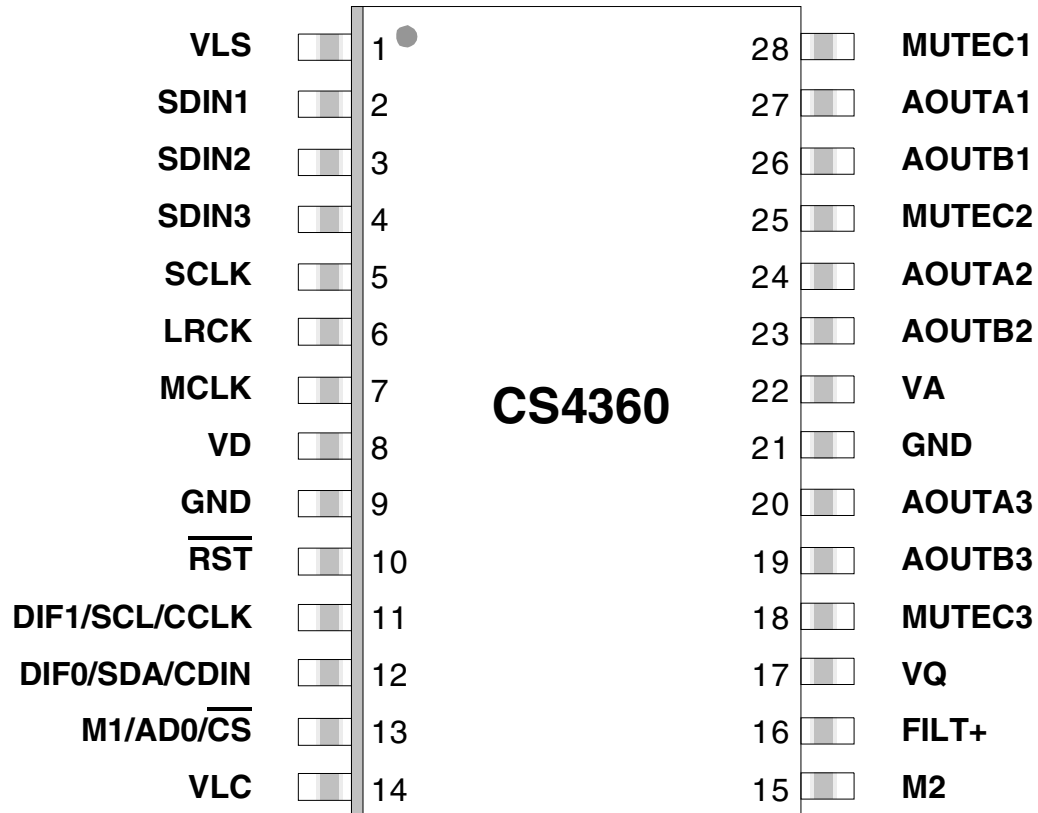 VLS 1 28 MUTEC1
SDIN1 2 27 AOUTA1
SDIN2 3 26 AOUTB1
SDIN3 4 25 MUTEC2
SCLK 5 24 AOUTA2
LRCK 6 23 AOUTB2
MCLK 7 22 VA
CS4360
VD 8 21 GND
GND 9 20 AOUTA3
RST 10 19 AOUTB3
DIF1/SCL/CCLK 11 18 MUTEC3
DIF0/SDA/CDIN 12 17 VQ
M1/AD0/CS 13 16 FILT+
VLC 14 15 M2